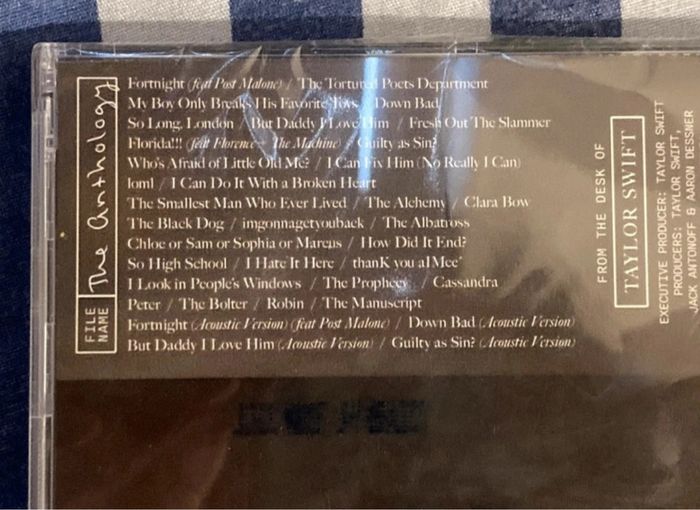 FILE NAME
The Anthology
Fortnight (feat Post Malone) / The Tortured Poets Department
My Boy Only Breaks His Favorite Toys / Down Bad
So Long, London / But Daddy I Love Him / Fresh Out The Slammer
Florida!!! (feat Florence + The Machine) / Guilty as Sin?
Who's Afraid of Little Old Me? / I Can Fix Him (No Really I Can)
loml / I Can Do It With a Broken Heart
The Smallest Man Who Ever Lived / The Alchemy / Clara Bow
The Black Dog / imgonnagetyouback / The Albatross
Chloe or Sam or Sophia or Marcus / How Did It End?
So High School / I Hate It Here / thanK you aIMee
I Look in People's Windows / The Prophecy / Cassandra
Peter / The Bolter / Robin / The Manuscript
Fortnight (Acoustic Version) (feat Post Malone) / Down Bad (Acoustic Version)
But Daddy I Love Him (Acoustic Version) / Guilty as Sin? (Acoustic Version)
FROM THE DESK OF
TAYLOR SWIFT
EXECUTIVE PRODUCER: TAYLOR SWIFT
PRODUCERS: TAYLOR SWIFT,
JACK ANTONOFF AARON DESSNER